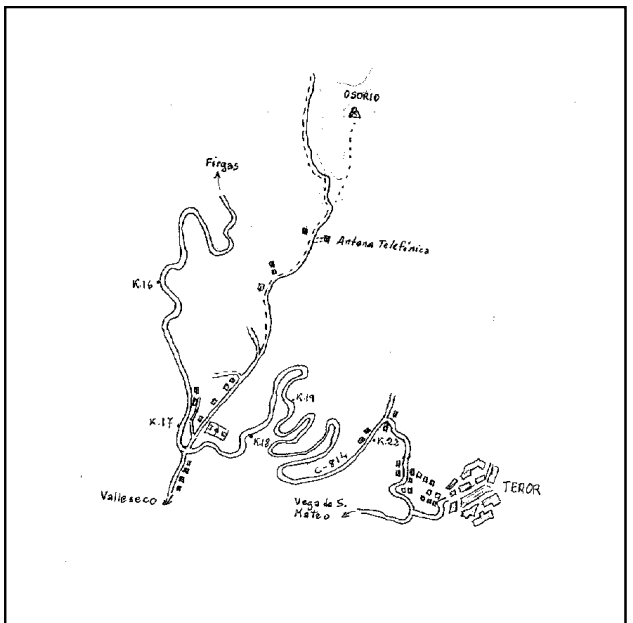 OSORIO
Firgas
Antena Telefónica
K.16
K.19
K.17
K.18
C-814
K.23
TEROR
Valleseco
Vega de S.
Mateo